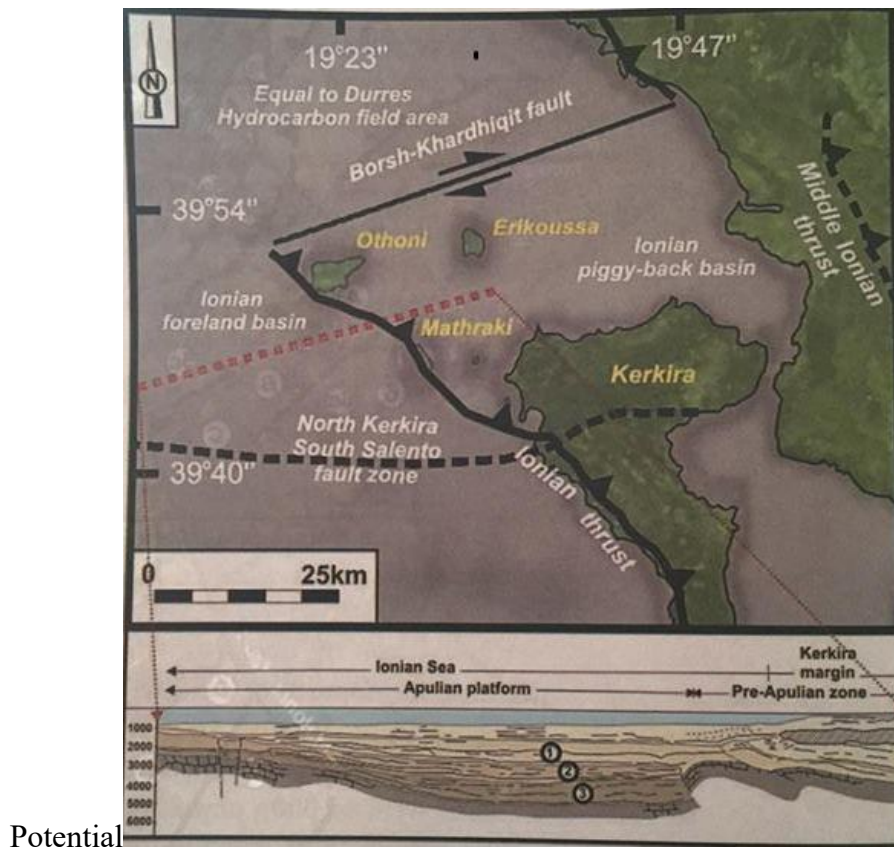 N
19°23"
19°47"
Equal to Durres
Hydrocarbon field area
Borsh-Khardhiqit fault
Middle Ionian
thrust
39°54"
Othoni
Erikoussa
Ionian
piggy-back basin
Ionian
foreland basin
Mathraki
Kerkira
North Kerkira
South Salento
fault zone
39°40"
Ionian thrust
0
25km
Ionian Sea
Kerkira
margin
Apulian platform
Pre-Apulian zone
1000
2000
3000
4000
5000
6000
1
2
3
Potential